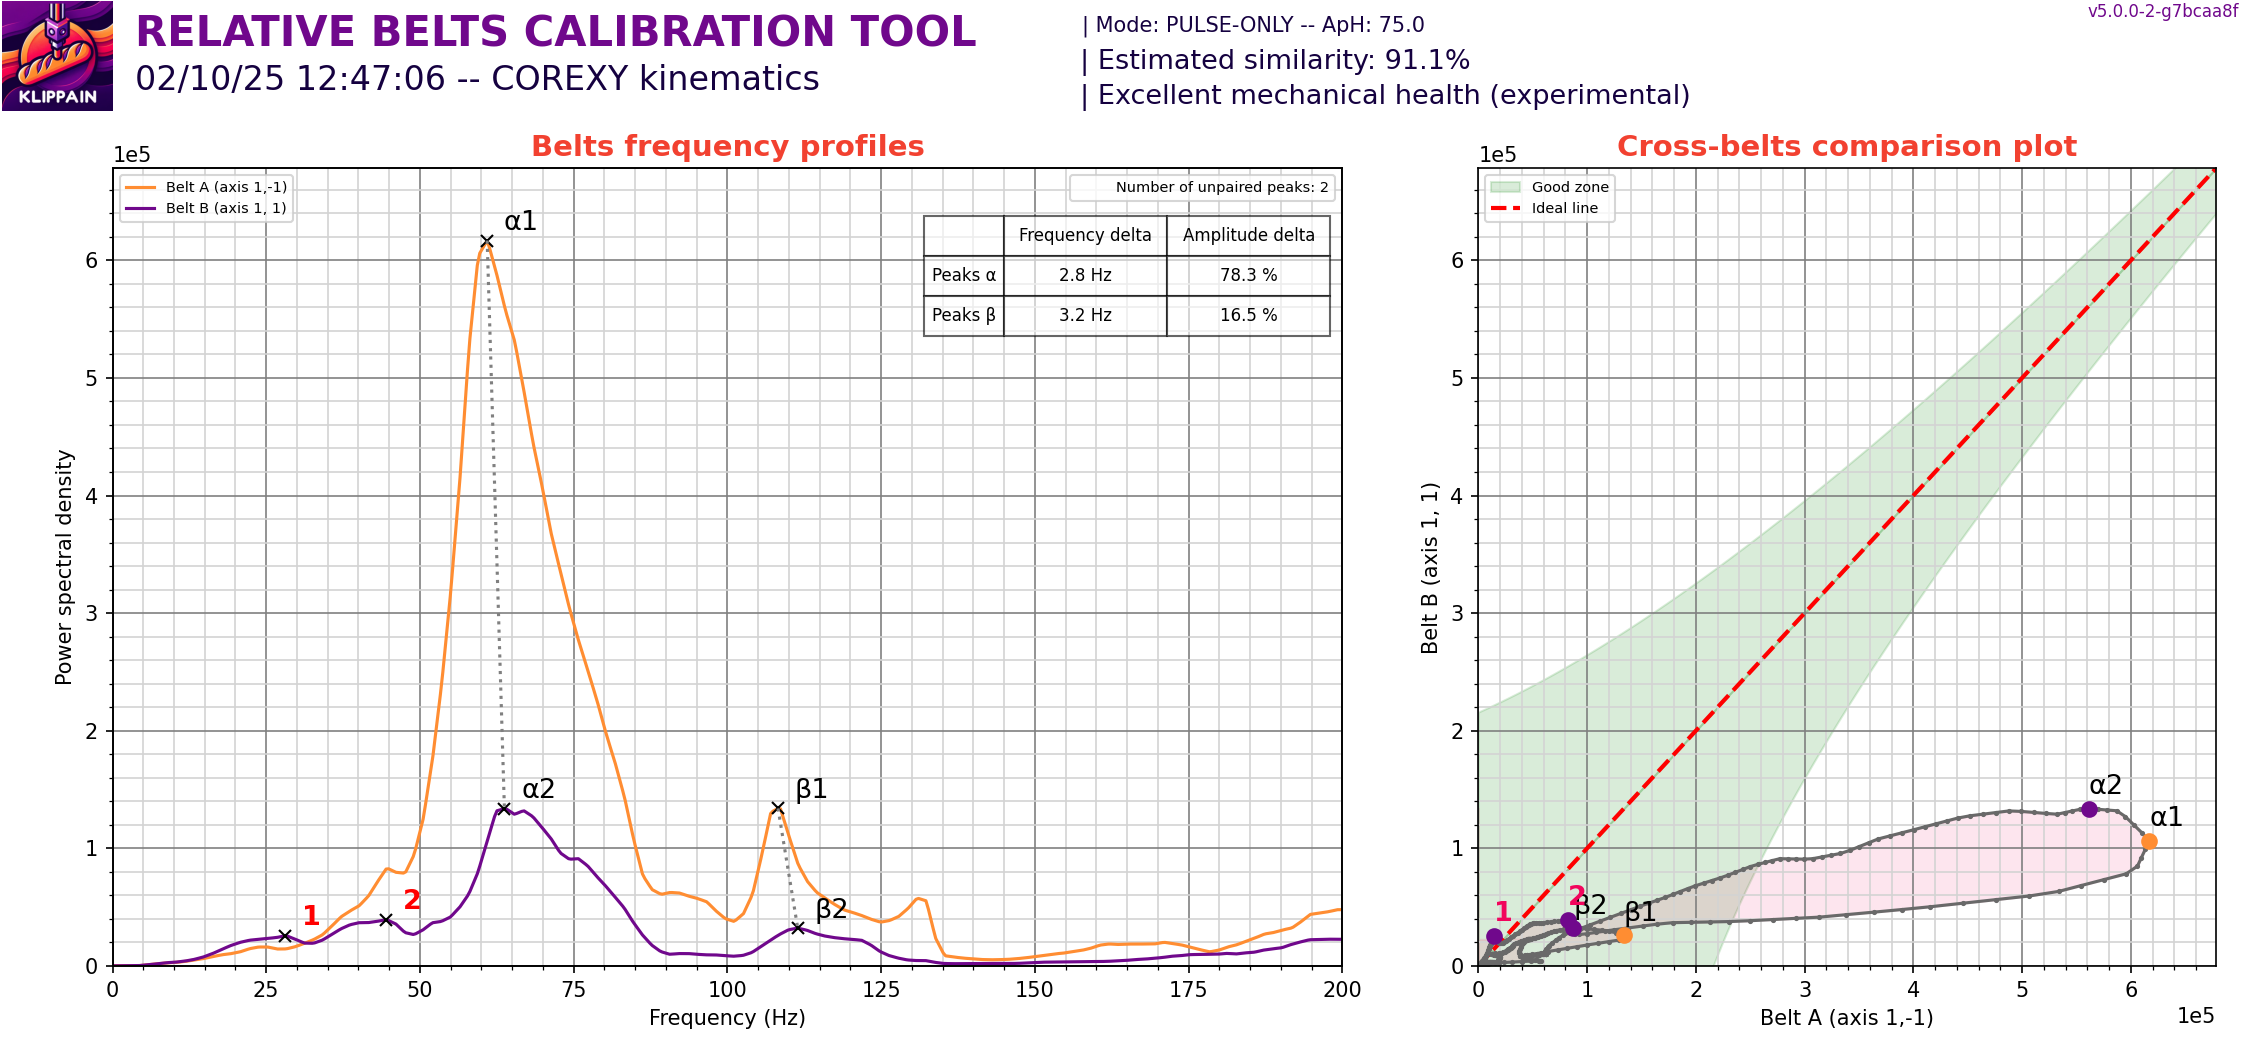 KLIPPAIN
RELATIVE BELTS CALIBRATION TOOL
02/10/25 12:47:06 -- COREXY kinematics
| Mode: PULSE-ONLY -- ApH: 75.0
| Estimated similarity: 91.1%
| Excellent mechanical health (experimental)
v5.0.0-2-g7bcaa8f
Belts frequency profiles
1e5
Belt A (axis 1,-1)
Belt B (axis 1, 1)
Number of unpaired peaks: 2
Frequency delta Amplitude delta
Peaks α 2.8 Hz 78.3 %
Peaks β 3.2 Hz 16.5 %
α1
α2
β1
β2
1
2
6
5
4
3
2
1
0
Power spectral density
0 25 50 75 100 125 150 175 200
Frequency (Hz)
Cross-belts comparison plot
1e5
Good zone
Ideal line
6
5
4
3
2
1
0
Belt B (axis 1, 1)
α2
α1
2
1
β2
β1
0 1 2 3 4 5 6
1e5
Belt A (axis 1,-1)